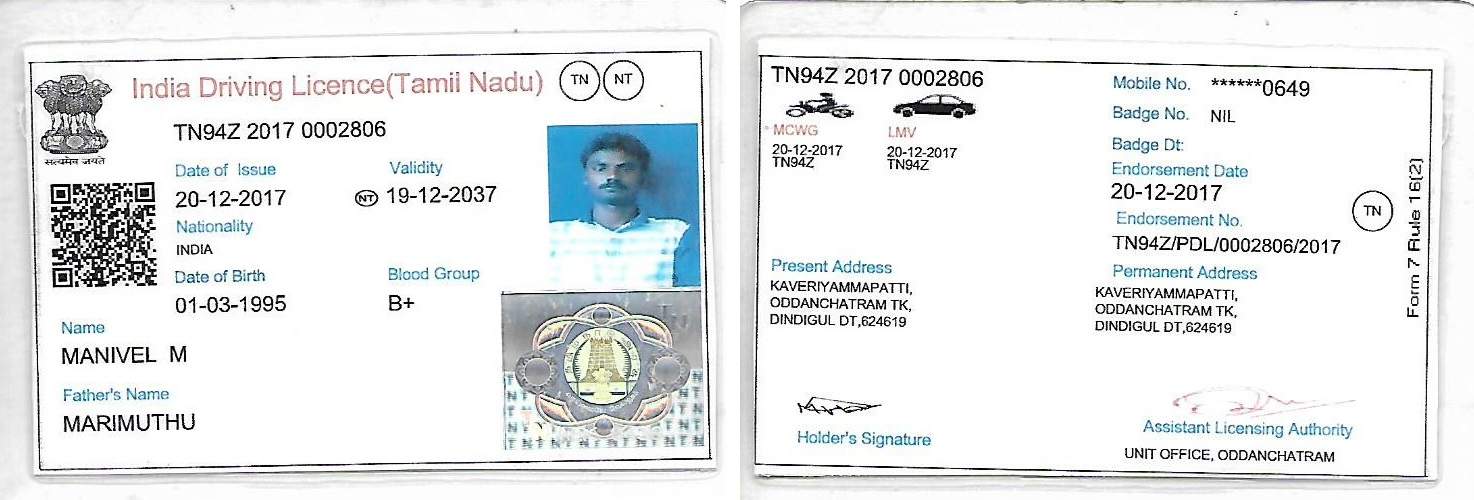 India Driving Licence(Tamil Nadu) TN NT
TN94Z 2017 0002806
सत्यमेव जयते
Date of Issue Validity
20-12-2017 NT 19-12-2037
Nationality
INDIA
Date of Birth Blood Group
01-03-1995 B+
Name
MANIVEL M
Father's Name
MARIMUTHU
TN94Z 2017 0002806
MCWG LMV
20-12-2017 20-12-2017
TN94Z TN94Z
Mobile No. ******0649
Badge No. NIL
Badge Dt:
Endorsement Date
20-12-2017
Endorsement No.
TN94Z/PDL/0002806/2017
TN
Form 7 Rule 16(2)
Present Address
KAVERIYAMMAPATTI,
ODDANCHATRAM TK,
DINDIGUL DT,624619
Permanent Address
KAVERIYAMMAPATTI,
ODDANCHATRAM TK,
DINDIGUL DT,624619
Holder's Signature
Assistant Licensing Authority
UNIT OFFICE, ODDANCHATRAM